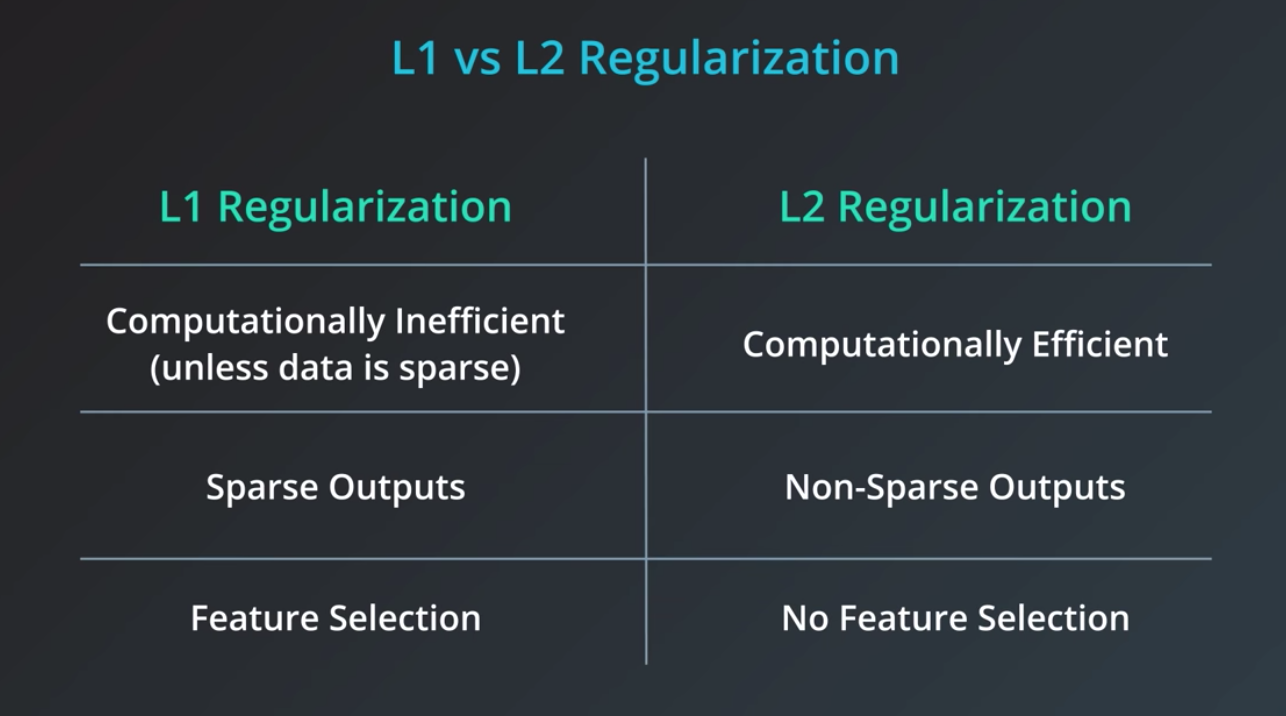 L1 vs L2 Regularization
L1 Regularization
L2 Regularization
Computationally Inefficient
(unless data is sparse)
Computationally Efficient
Sparse Outputs
Non-Sparse Outputs
Feature Selection
No Feature Selection